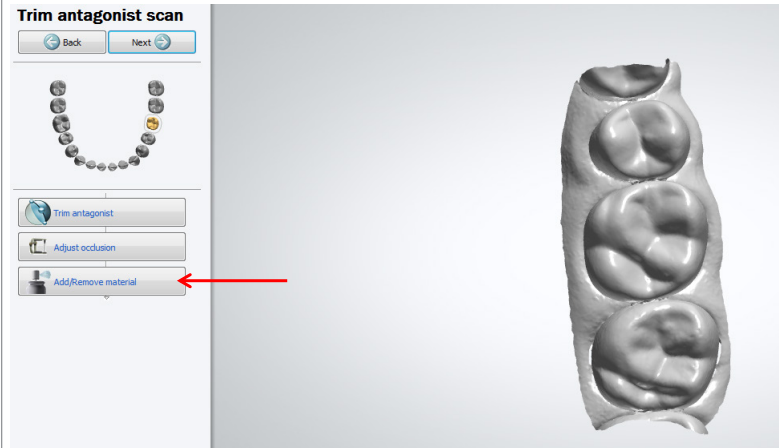 Trim antagonist scan
Back
Next
Trim antagonist
Adjust occlusion
Add/Remove material